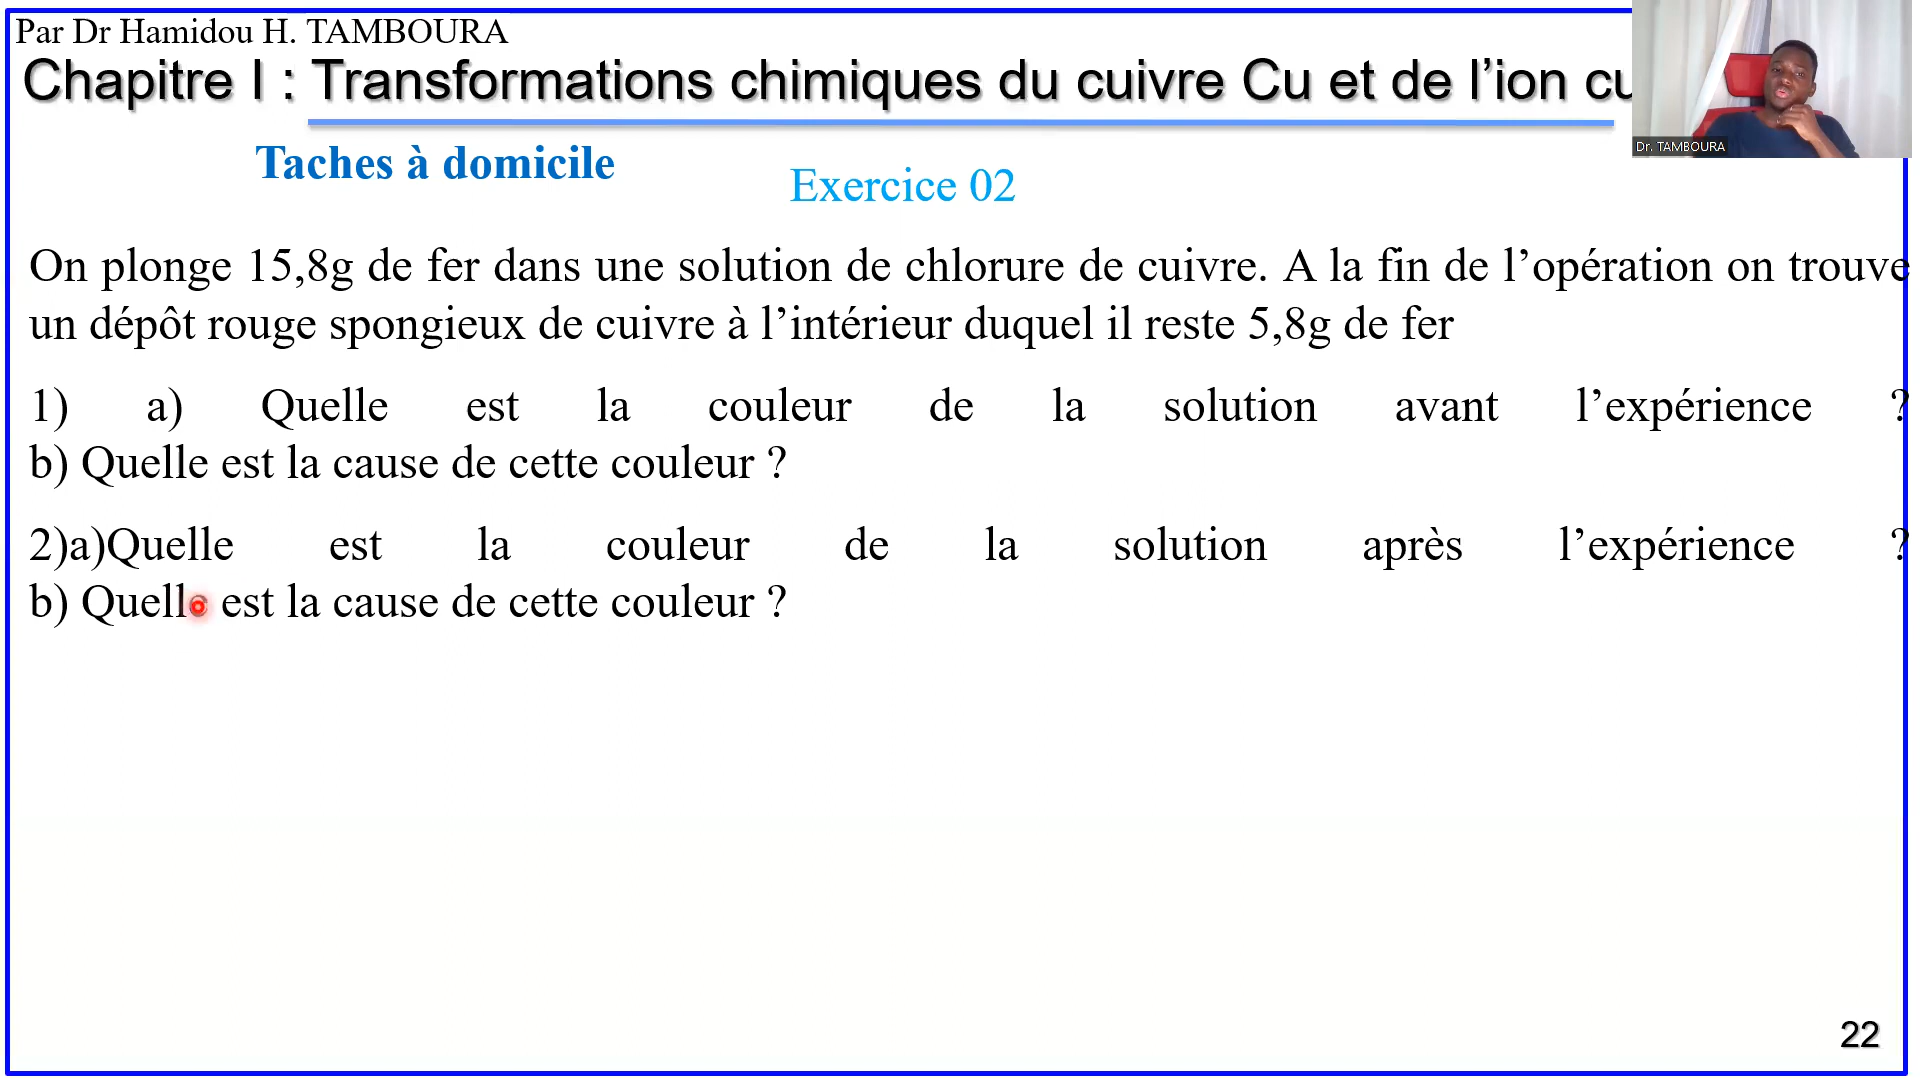 Par Dr Hamidou H. TAMBOURA
Chapitre I : Transformations chimiques du cuivre Cu et de l’ion
Dr. TAMBOURA
Taches à domicile
Exercice 02
On plonge 15,8g de fer dans une solution de chlorure de cuivre. A la fin de l’opération on trouve
un dépôt rouge spongieux de cuivre à l’intérieur duquel il reste 5,8g de fer
1) a) Quelle est la couleur de la solution avant l’expérience ?
b) Quelle est la cause de cette couleur ?
2)a)Quelle est la couleur de la solution après l’expérience ?
b) Quelle est la cause de cette couleur ?
22